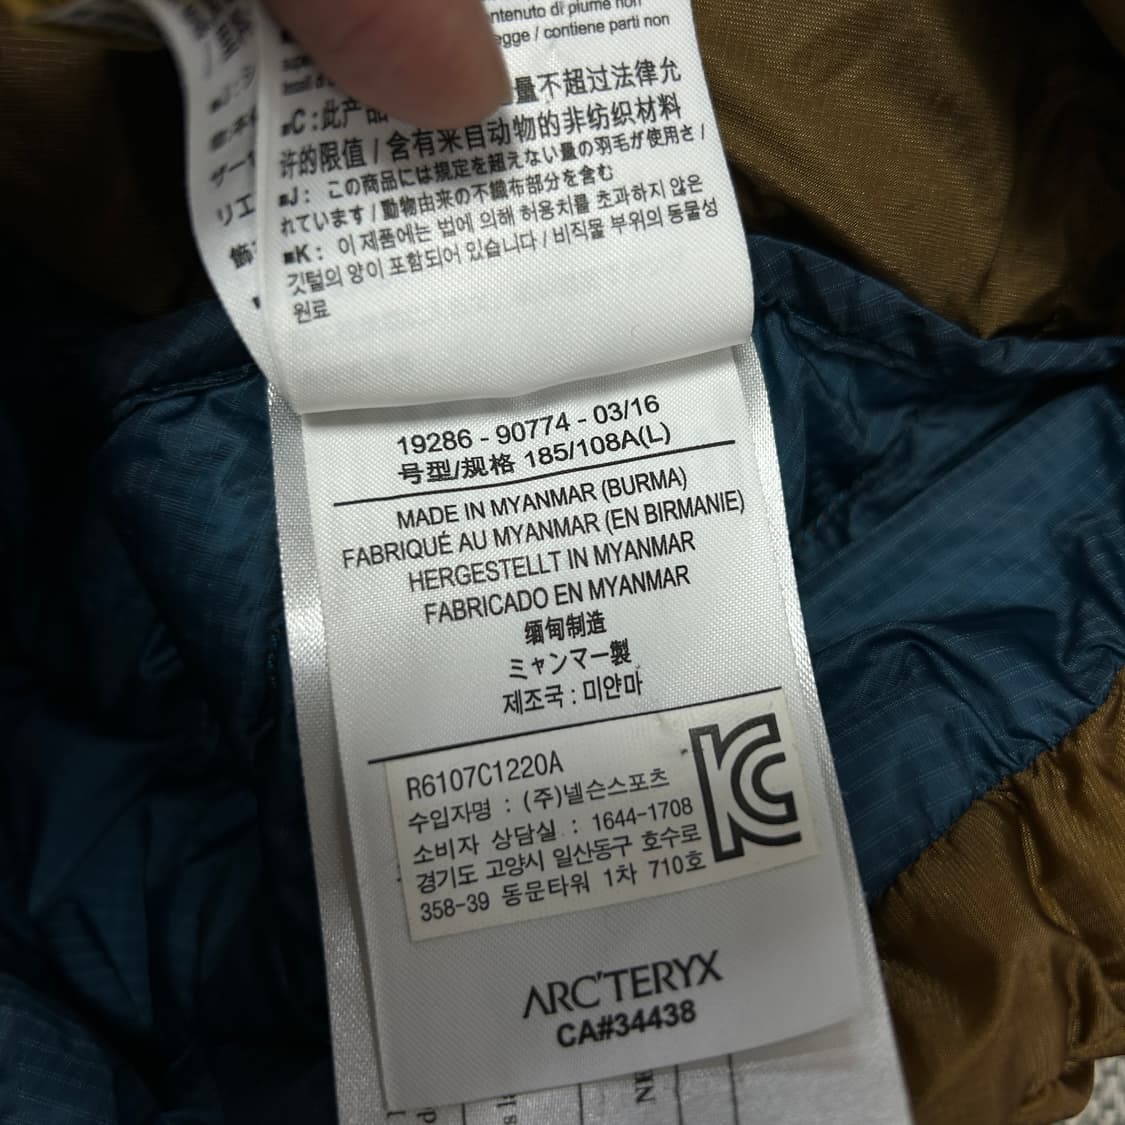 ntenuto di piume non
egge / contiene parti non
量不超过法律允
■C:此产品
许的限值 / 含有来自动物的非纺织材料
■J: この商品には規定を超えない量の羽毛が使用さ /
れています / 動物由来の不織布部分を含む
■K: 이 제품에는 법에 의해 허용치를 초과하지 않은
깃털의 양이 포함되어 있습니다 / 비직물 부위의 동물성
원료
19286 - 90774 - 03/16
号型/规格 185/108A(L)
MADE IN MYANMAR (BURMA)
FABRIQUÉ AU MYANMAR (EN BIRMANIE)
HERGESTELLT IN MYANMAR
FABRICADO EN MYANMAR
缅甸制造
ミャンマー製
제조국 : 미얀마
R6107C1220A
수입자명 : (주)넬슨스포츠
소비자 상담실 : 1644-1708
경기도 고양시 일산동구 호수로
358-39 동문타워 1차 710호
ARC'TERYX
CA#34438